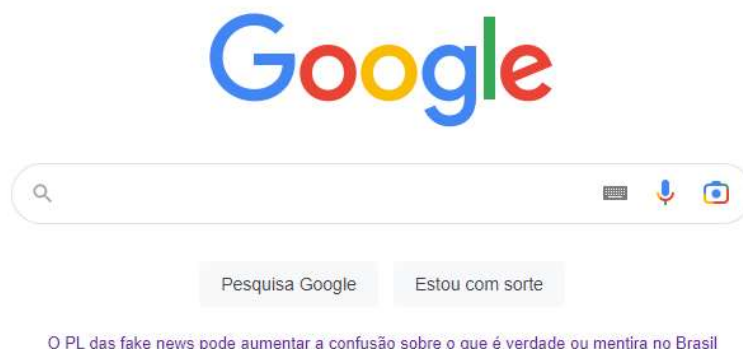 Google
Pesquisa Google
Estou com sorte
O PL das fake news pode aumentar a confusão sobre o que é verdade ou mentira no Brasil